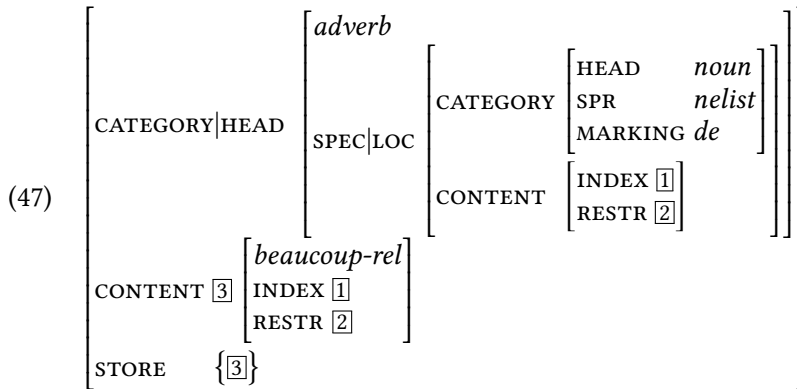 adverb
HEAD noun
CATEGORY SPR nelist
MARKING de
CATEGORY|HEAD SPEC|LOC
INDEX 1
CONTENT
RESTR 2
(47)
beaucoup-rel
CONTENT 3 INDEX 1
RESTR 2
STORE {3}